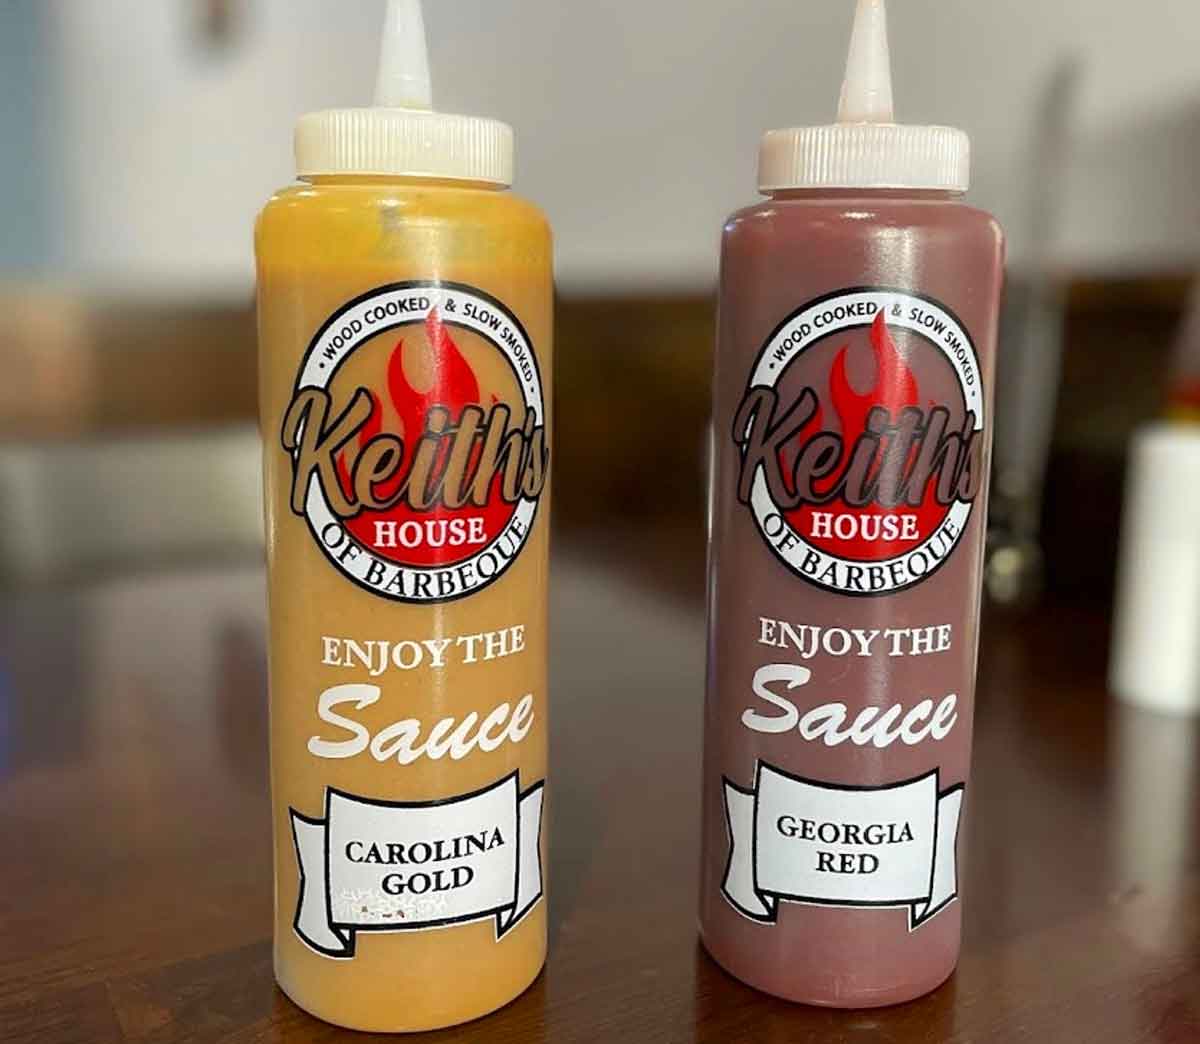 • WOOD COOKED & SLOW SMOKED •
Keith's
HOUSE
OF BARBEQUE
ENJOY THE
Sauce
CAROLINA
GOLD
• WOOD COOKED & SLOW SMOKED •
Keith's
HOUSE
OF BARBEQUE
ENJOY THE
Sauce
GEORGIA
RED